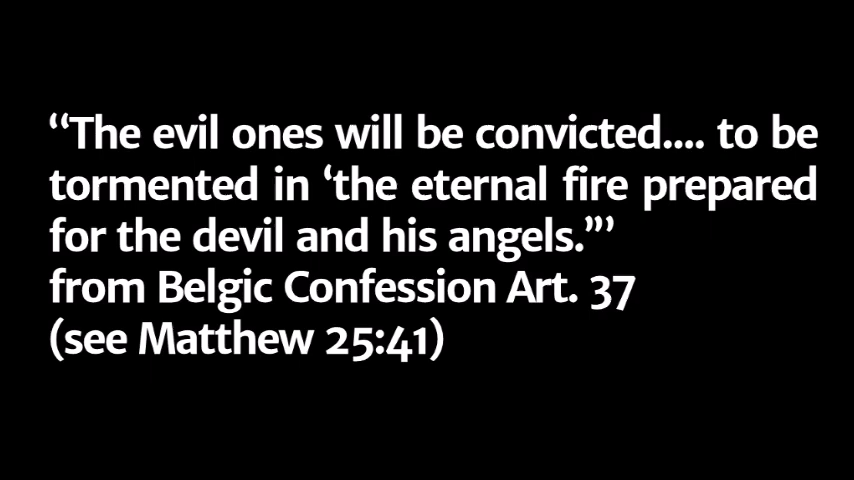 “The evil ones will be convicted.... to be
tormented in ‘the eternal fire prepared
for the devil and his angels.”’
from Belgic Confession Art. 37
(see Matthew 25:41)